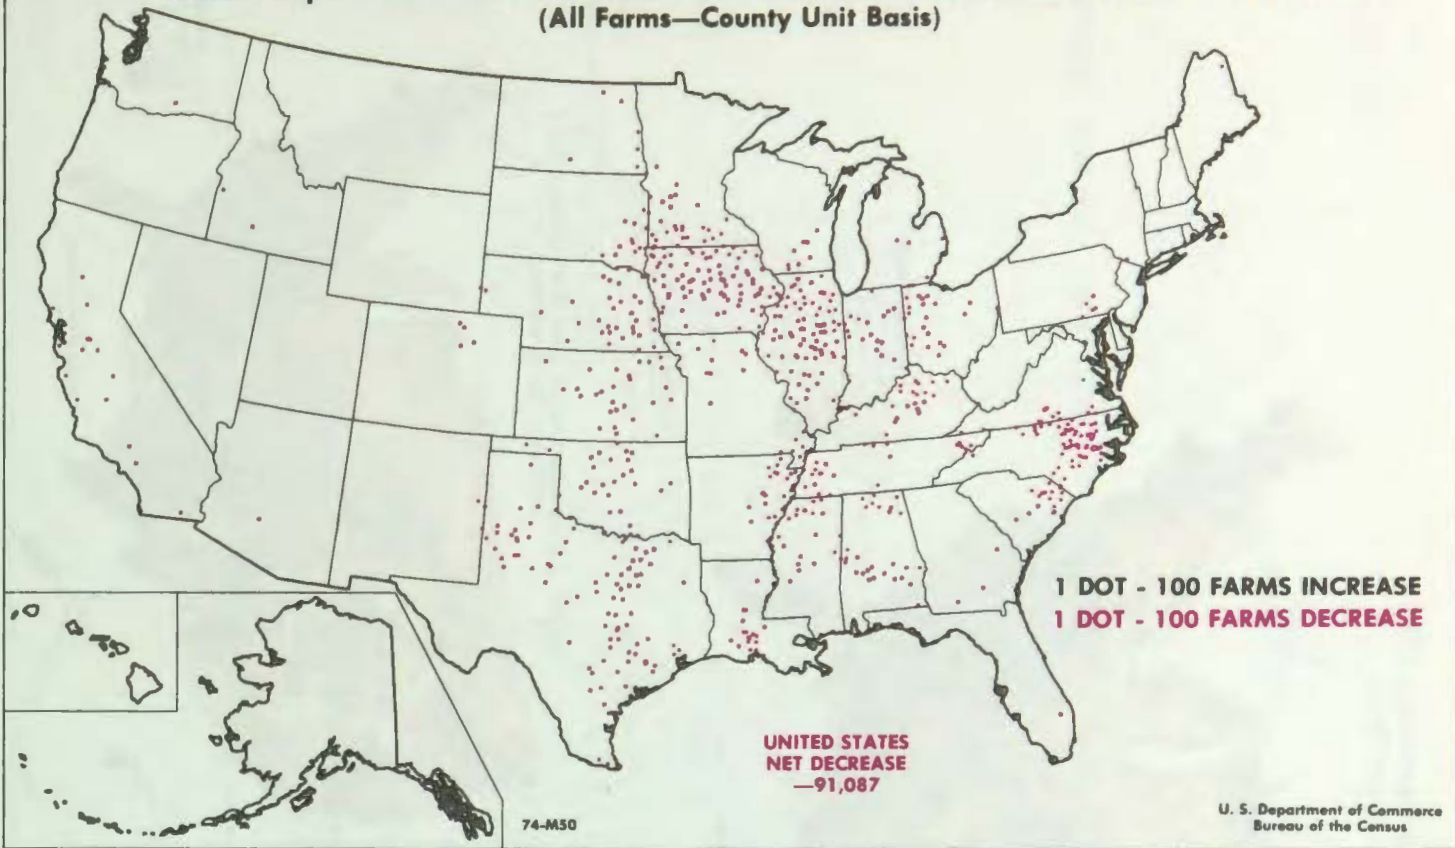 (All Farms—County Unit Basis)
1 DOT - 100 FARMS INCREASE
1 DOT - 100 FARMS DECREASE
UNITED STATES
NET DECREASE
—91,087
74-M50
U. S. Department of Commerce
Bureau of the Census